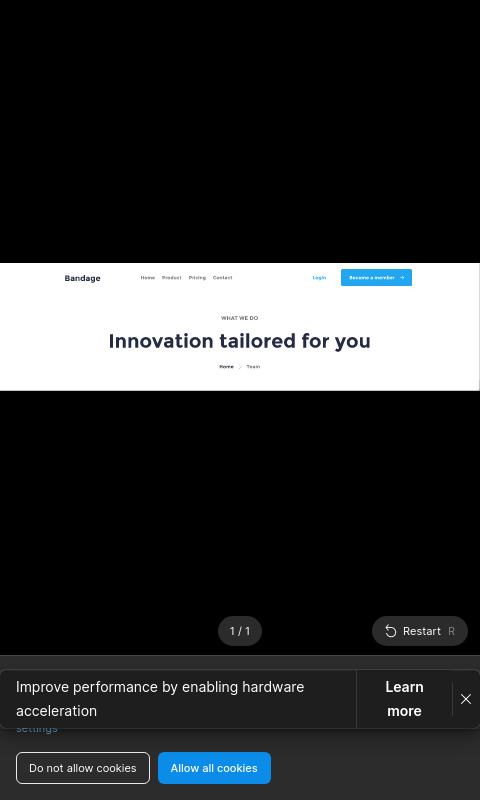 Bandage
Home Product Pricing Contact
Login
Become a member
WHAT WE DO
Innovation tailored for you
Home
Team
1 / 1
Restart R
Improve performance by enabling hardware
acceleration
Learn
more
settings
Do not allow cookies
Allow all cookies